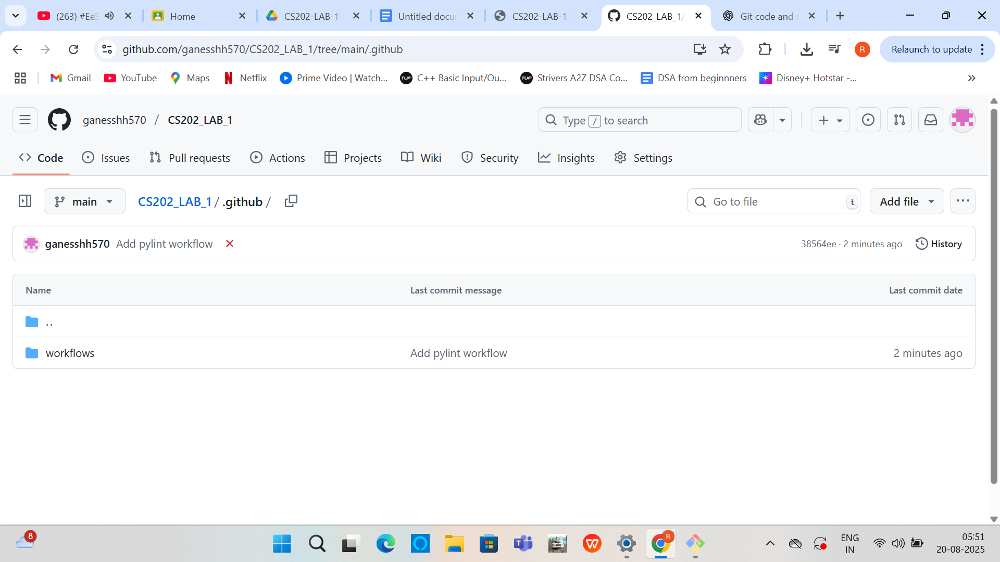 (263) #EeS
Home
CS202-LAB-1-
Untitled docu
CS202-LAB-1-
CS202_LAB_1/
Git code and s
github.com/ganesshh570/CS202_LAB_1/tree/main/.github
R
Relaunch to update
Gmail
YouTube
Maps
Netflix
Prime Video | Watch...
TUF
C++ Basic Input/Ou...
TUF
Strivers A2Z DSA Co...
DSA from beginnners
Disney+ Hotstar -...
ganesshh570 / CS202_LAB_1
Type / to search
Code
Issues
Pull requests
Actions
Projects
Wiki
Security
Insights
Settings
main
CS202_LAB_1 / .github /
Go to file
t
Add file
ganesshh570 Add pylint workflow
38564ee · 2 minutes ago
History
Name
Last commit message
Last commit date
..
workflows
Add pylint workflow
2 minutes ago
8
R
ENG
IN
05:51
20-08-2025